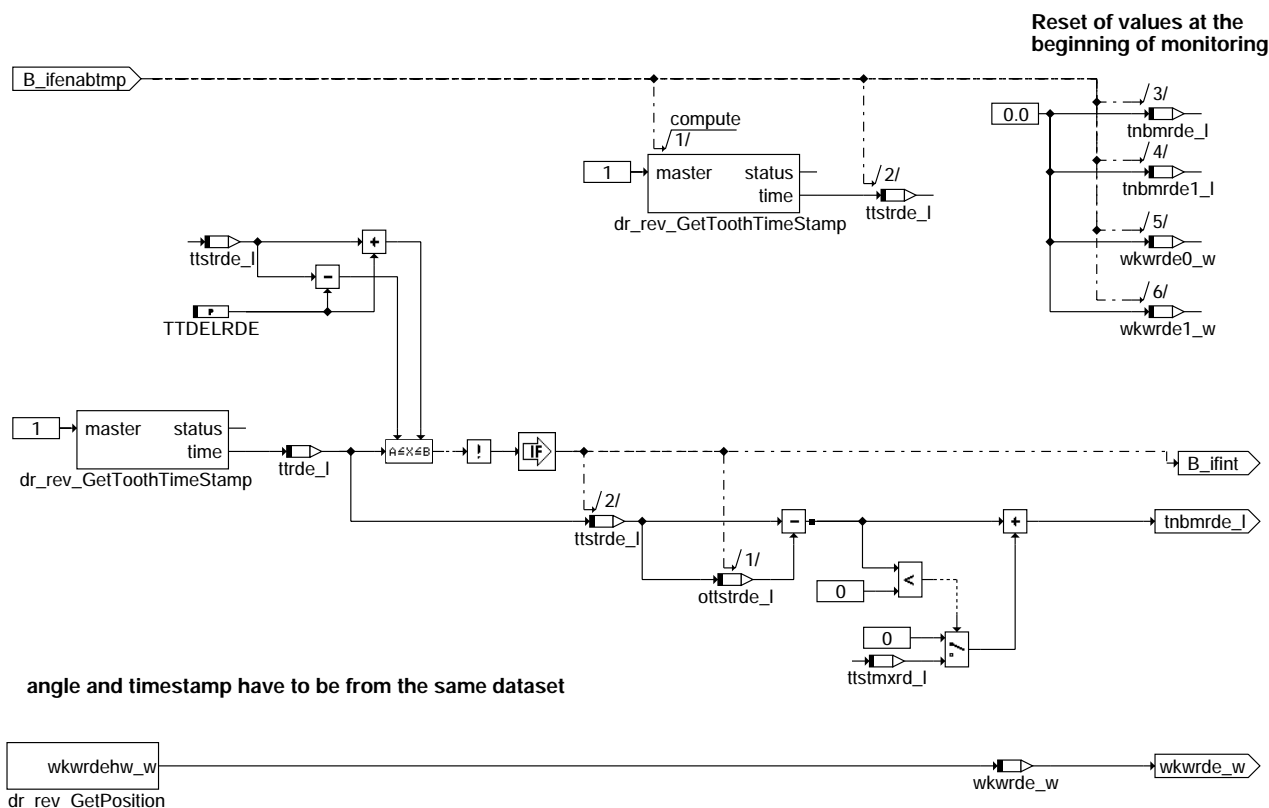 Reset of values at the
beginning of monitoring
B_ifenabtmp
/3/
compute
0.0
tnbmrde_l
1/
/4/
1
master
status
/2/
tnbmrde1_l
time
ttstrde_l
dr_rev_GetToothTimeStamp
/5/
wkwrde0_w
+
ttstrde_l
-
/6/
P
wkwrde1_w
TTDELRDE
1
master
status
time
A≤X≤B
!
IF
ttrde_l
B_ifint
dr_rev_GetToothTimeStamp
/2/
-
+
tnbmrde_l
ttstrde_l
/1/
<
0
ottstrde_l
0
ttstmxrd_l
angle and timestamp have to be from the same dataset
wkwrdehw_w
wkwrde_w
wkwrde_w
dr_rev_GetPosition